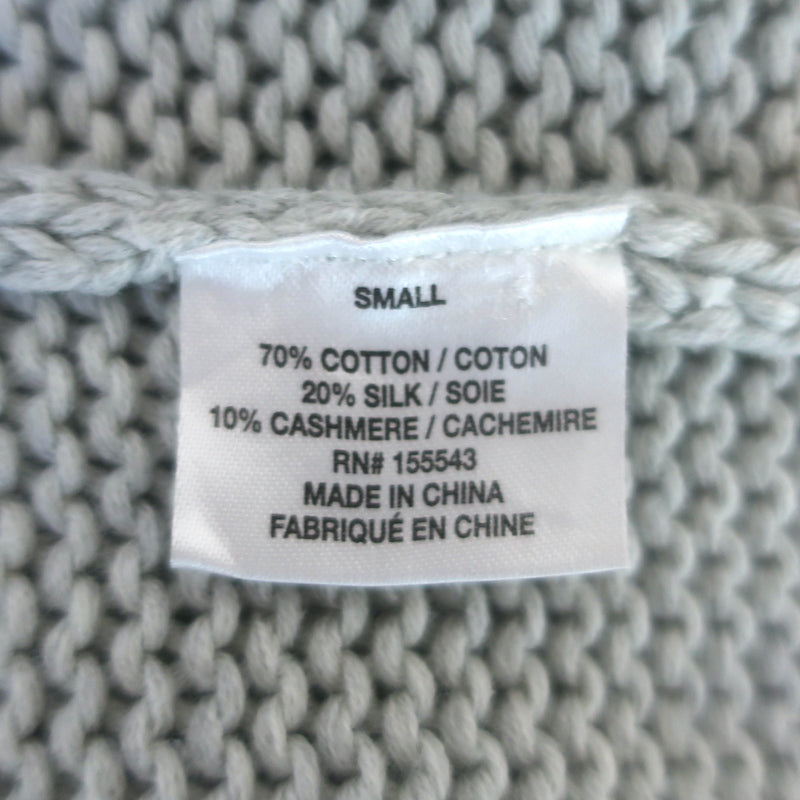 SMALL
70% COTTON / COTON
20% SILK / SOIE
10% CASHMERE / CACHEMIRE
RN# 155543
MADE IN CHINA
FABRIQUÉ EN CHINE